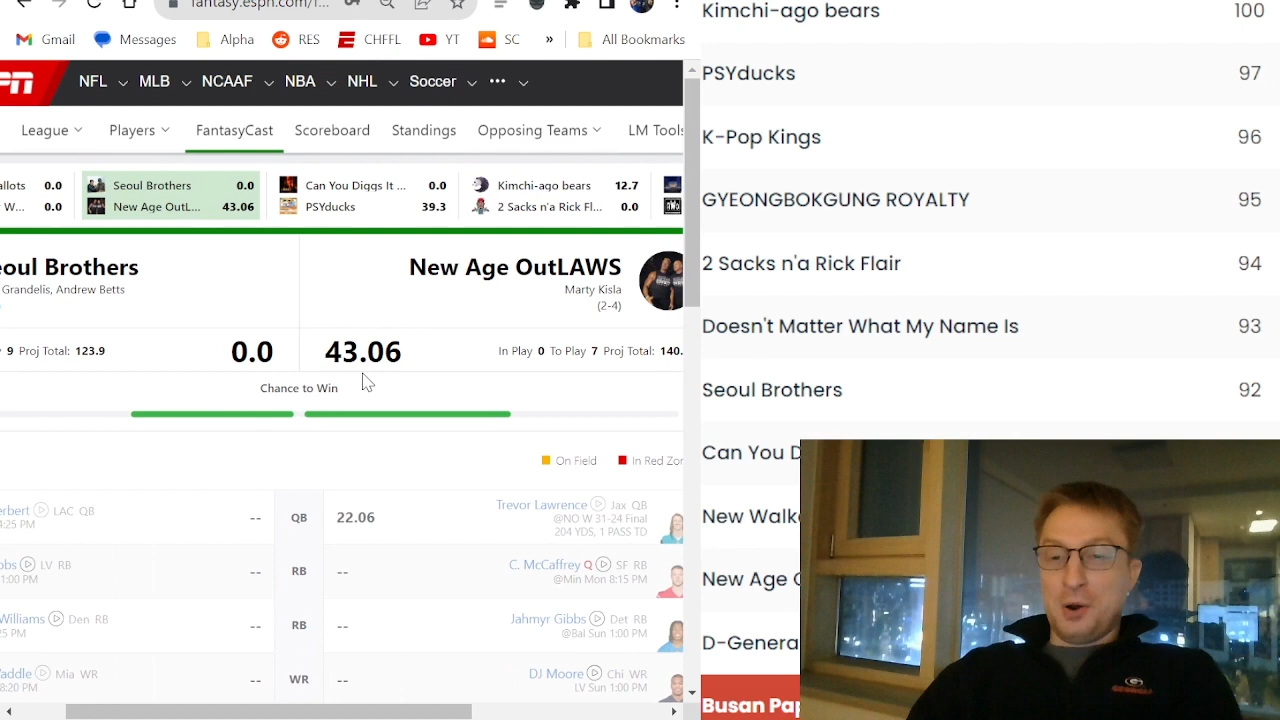 fantasy.espn.com/f...
Gmail Messages Alpha RES CHFFL YT SC » All Bookmarks
NFL MLB NCAAF NBA NHL Soccer •••
League Players FantasyCast Scoreboard Standings Opposing Teams LM Tools
allots 0.0 Seoul Brothers 0.0 Can You Diggs It ... 0.0 Kimchi-ago bears 12.7
W... 0.0 New Age OutL... 43.06 PSYducks 39.3 2 Sacks n'a Rick Fl... 0.0
eoul Brothers New Age OutLAWS
Grandelis, Andrew Betts Marty Kisla
(2-4)
9 Proj Total: 123.9 0.0 43.06 In Play 0 To Play 7 Proj Total: 140.
Chance to Win
On Field In Red Zon
erbert LAC QB -- QB 22.06 Trevor Lawrence Jax QB
4:25 PM @NO W 31-24 Final
204 YDS, 1 PASS TD
obs LV RB -- RB -- C. McCaffrey Q SF RB
1:00 PM @Min Mon 8:15 PM
Williams Den RB -- RB -- Jahmyr Gibbs Det RB
25 PM @Bal Sun 1:00 PM
addle Mia WR -- WR -- DJ Moore Chi WR
8:20 PM LV Sun 1:00 PM
Kimchi-ago bears 100
PSYducks 97
K-Pop Kings 96
GYEONGBOKGUNG ROYALTY 95
2 Sacks n'a Rick Flair 94
Doesn't Matter What My Name Is 93
Seoul Brothers 92
Can You D
New Walk
New Age
D-Genera
Busan Pap
GEORGIA